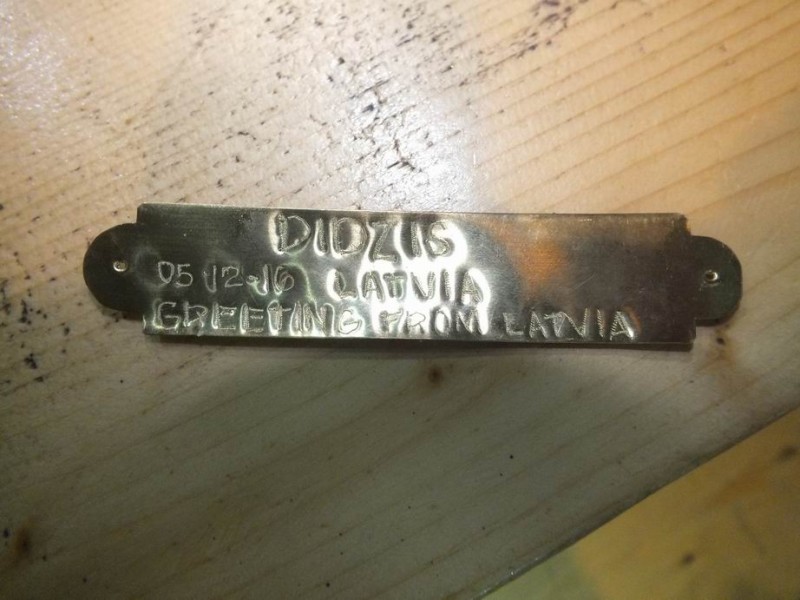 DIDZIS
05.12.16 LATVIA
GREETING FROM LATVIA